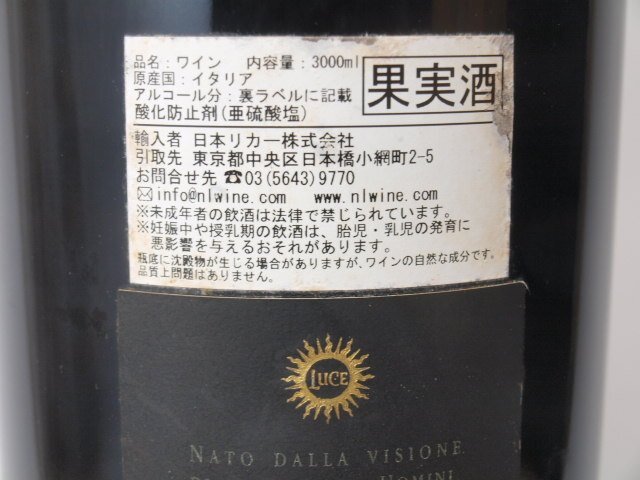 品名：ワイン　内容量：3000ml
原産国：イタリア
アルコール分：裏ラベルに記載
酸化防止剤(亜硫酸塩)
果実酒
輸入者 日本リカー株式会社
引取先 東京都中央区日本橋小網町2-5
お問合せ先 ☎03(5643)9770
✉info@nlwine.com　www.nlwine.com
※未成年者の飲酒は法律で禁じられています。
※妊娠中や授乳期の飲酒は、胎児・乳児の発育に
悪影響を与えるおそれがあります。
瓶底に沈殿物が生じる場合がありますが、ワインの自然な成分です。
品質上問題はありません。
LUCE
NATO DALLA VISIONE
UOMINI